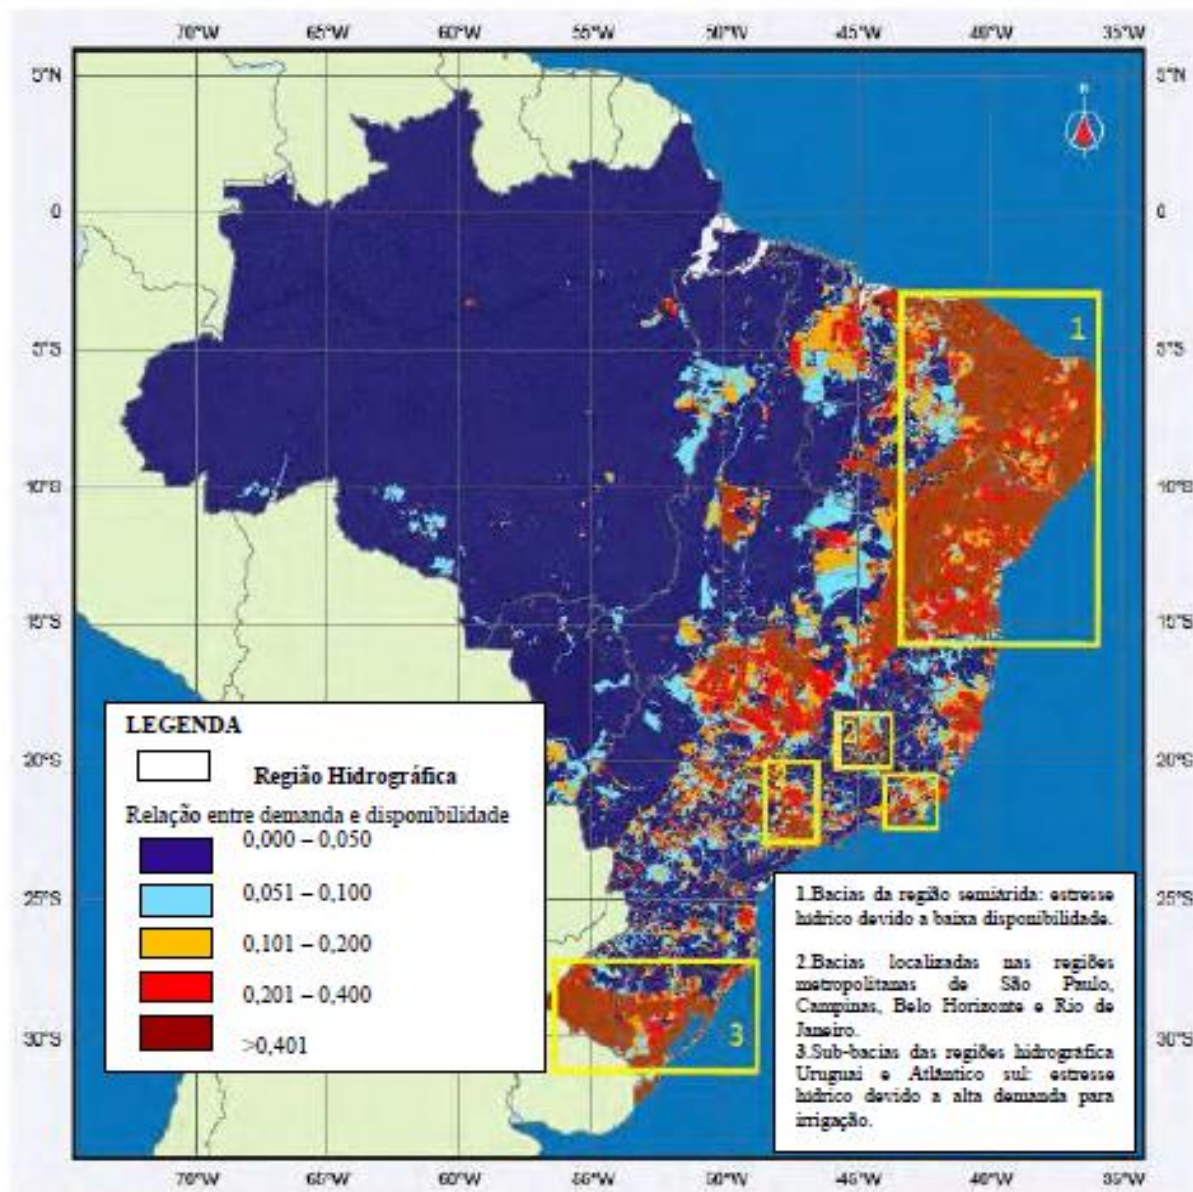 70°W 65°W 60°W 55°W 50°W 45°W 40°W 35°W
5°N 5°N
0 0
5°S 5°S
10°S 10°S
15°S 15°S
20°S 20°S
25°S 25°S
30°S 30°S
1
2
3
LEGENDA
Região Hidrográfica
Relação entre demanda e disponibilidade
0,000 – 0,050
0,051 – 0,100
0,101 – 0,200
0,201 – 0,400
>0,401
1.Bacias da região semiárida: estresse
hídrico devido a baixa disponibilidade.
2.Bacias localizadas nas regiões
metropolitanas de São Paulo,
Campinas, Belo Horizonte e Rio de
Janeiro.
3.Sub-bacias das regiões hidrográfica
Uruguai e Atlântico sul: estresse
hídrico devido a alta demanda para
irrigação.
70°W 65°W 60°W 55°W 50°W 45°W 40°W 35°W